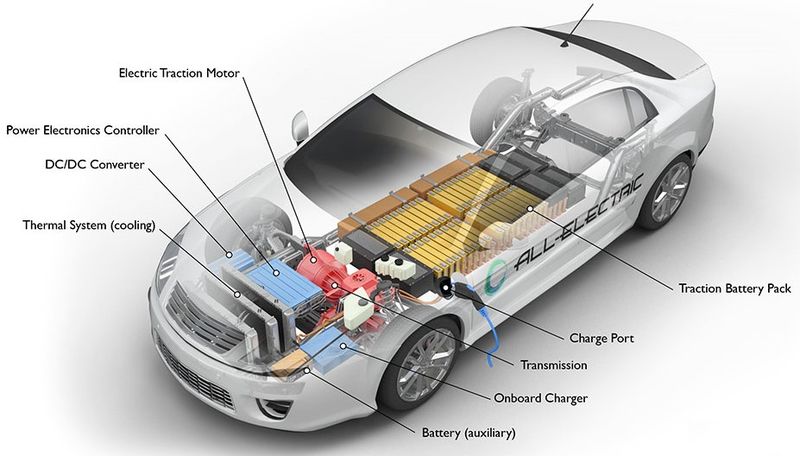 Electric Traction Motor
Power Electronics Controller
DC/DC Converter
Thermal System (cooling)
ALL-ELECTRIC
Traction Battery Pack
Charge Port
Transmission
Onboard Charger
Battery (auxiliary)